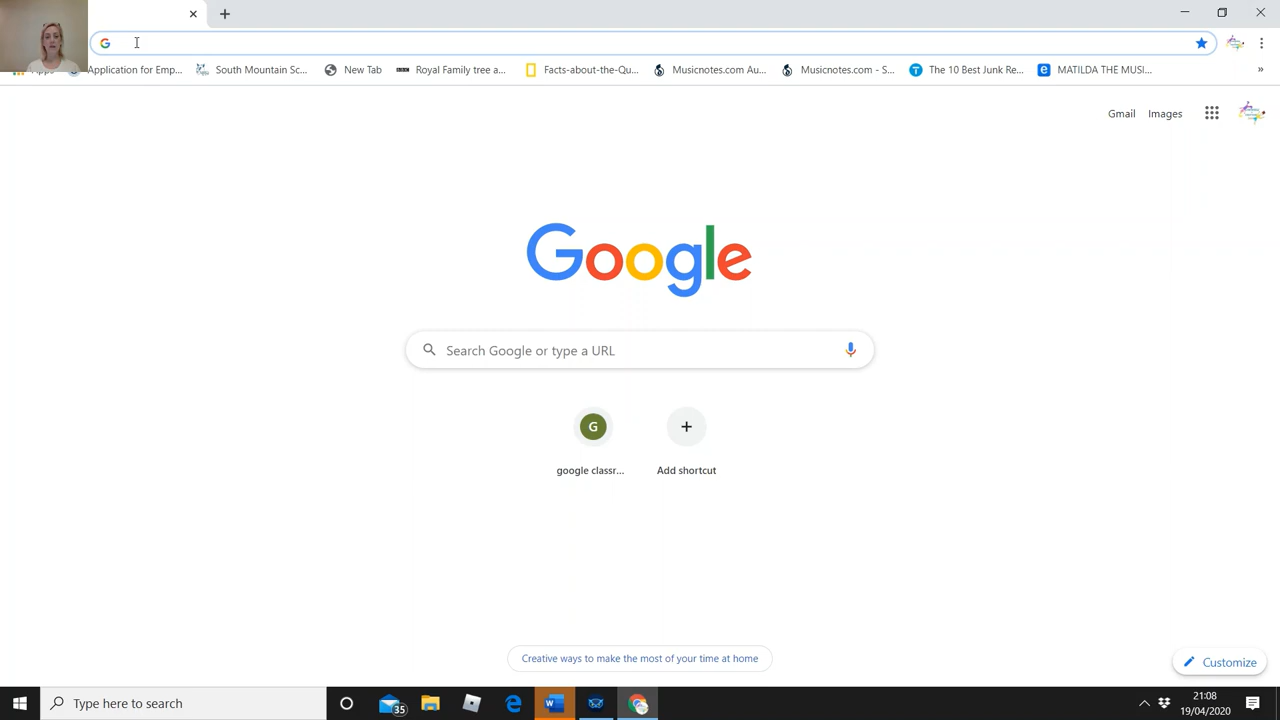 Apps
Application for Emp...
South Mountain Sc...
New Tab
BBC
Royal Family tree a...
Facts-about-the-Qu...
Musicnotes.com Au...
Musicnotes.com - S...
T
The 10 Best Junk Re...
e
MATILDA THE MUSI...
»
Gmail
Images
Google
Search Google or type a URL
G
google classr...
Add shortcut
Creative ways to make the most of your time at home
Customize
Type here to search
35
21:08
19/04/2020